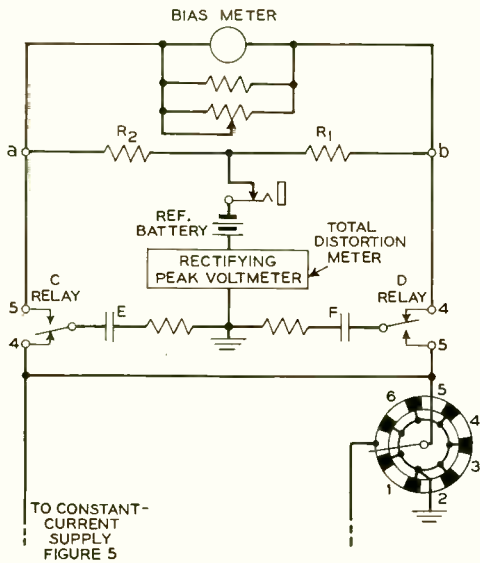 BIAS METER
R2
R1
a
b
REF.
BATTERY
TOTAL
DISTORTION
METER
RECTIFYING
PEAK VOLTMETER
C
RELAY
D
RELAY
5
4
E
F
4
5
6
5
4
3
2
1
TO CONSTANT-
CURRENT
SUPPLY
FIGURE 5